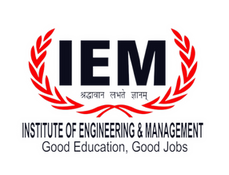 IEM
श्रद्धावान लभते ज्ञानम्
INSTITUTE OF ENGINEERING & MANAGEMENT
Good Education, Good Jobs